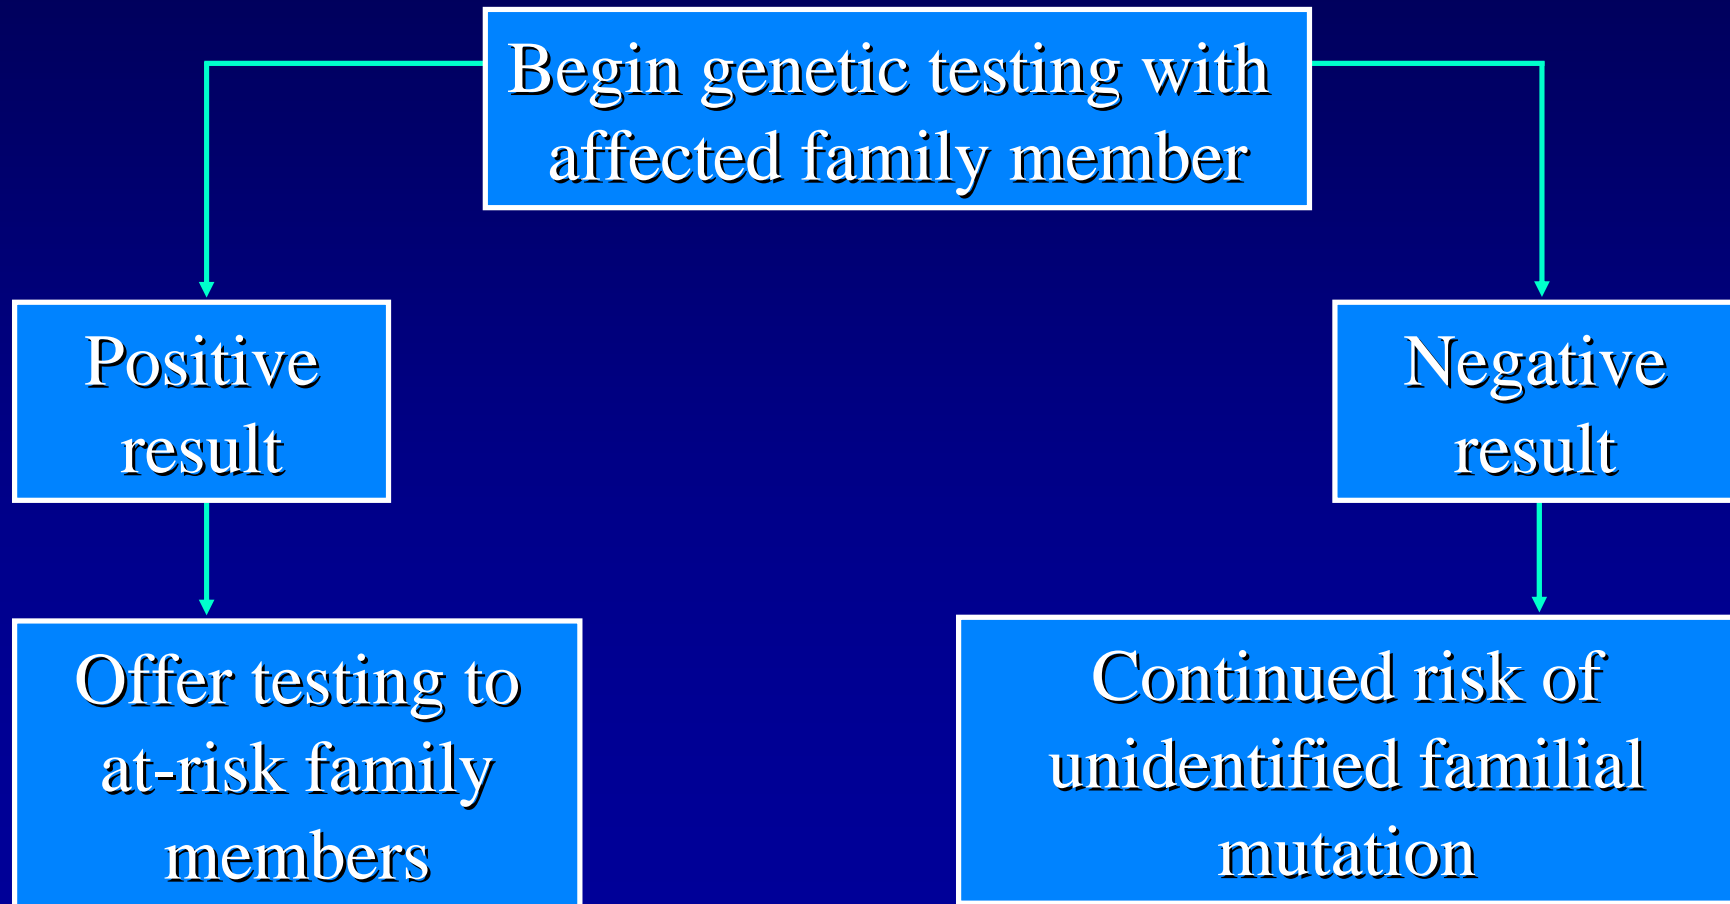 Begin genetic testing with
affected family member
Positive
result
Negative
result
Offer testing to
at-risk family
members
Continued risk of
unidentified familial
mutation